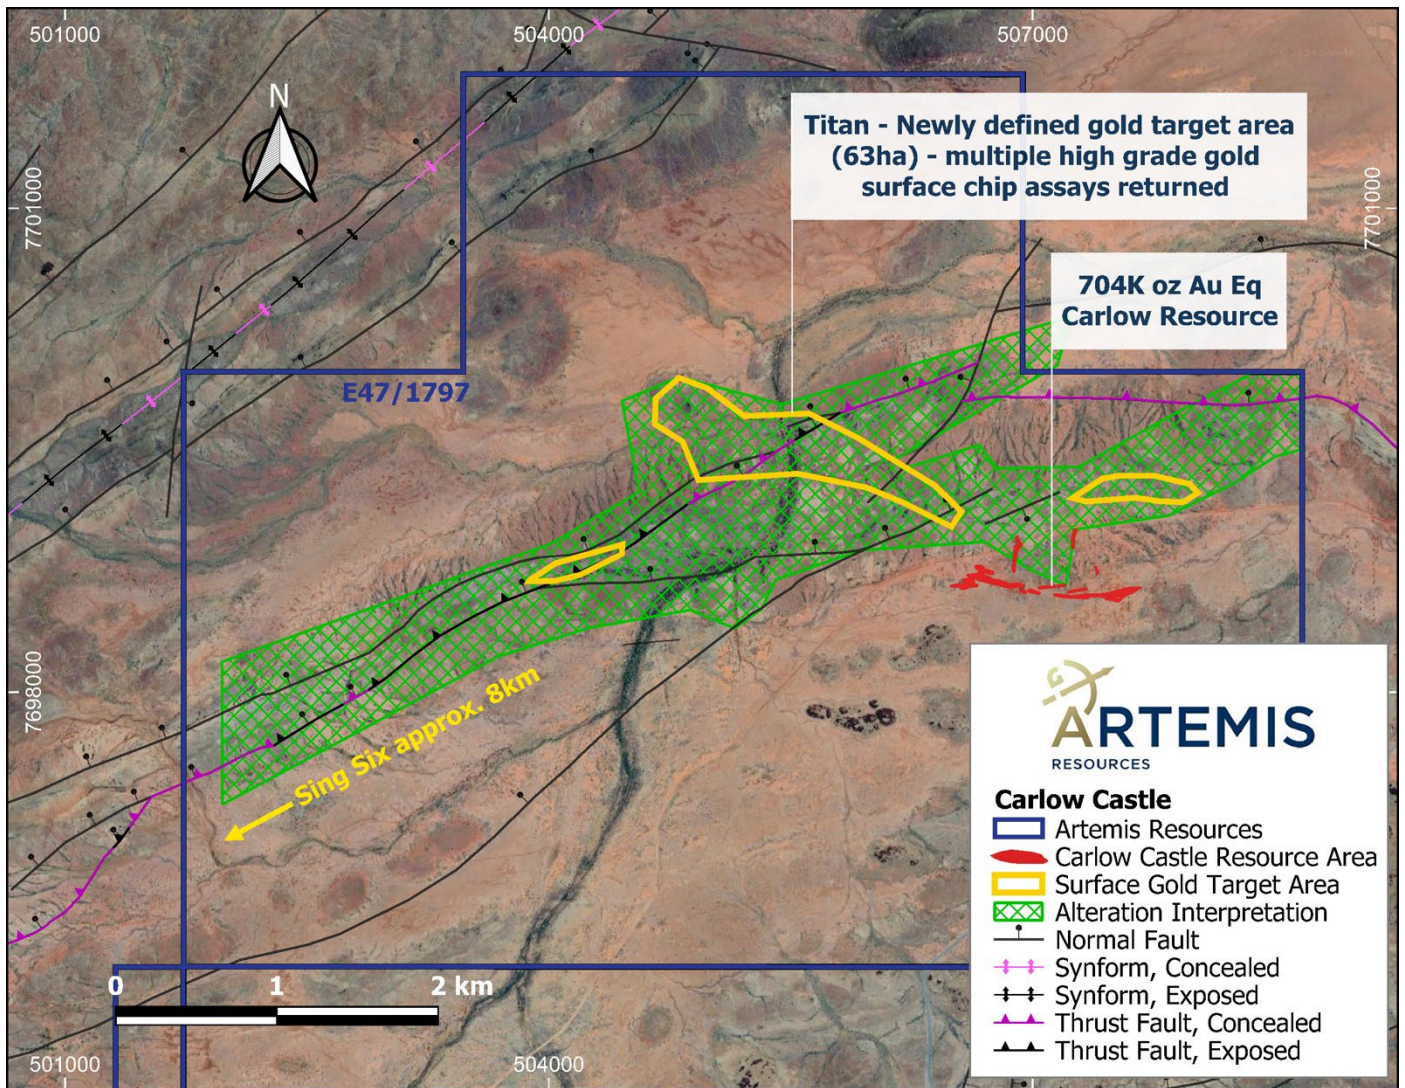 501000
504000
507000
N
Titan - Newly defined gold target area
(63ha) - multiple high grade gold
surface chip assays returned
7701000
7701000
704K oz Au Eq
Carlow Resource
E47/1797
7698000
Sing Six approx. 8km
G
ARTEMIS
RESOURCES
Carlow Castle
Artemis Resources
Carlow Castle Resource Area
Surface Gold Target Area
Alteration Interpretation
Normal Fault
Synform, Concealed
Synform, Exposed
Thrust Fault, Concealed
Thrust Fault, Exposed
0 1 2 km
501000
504000